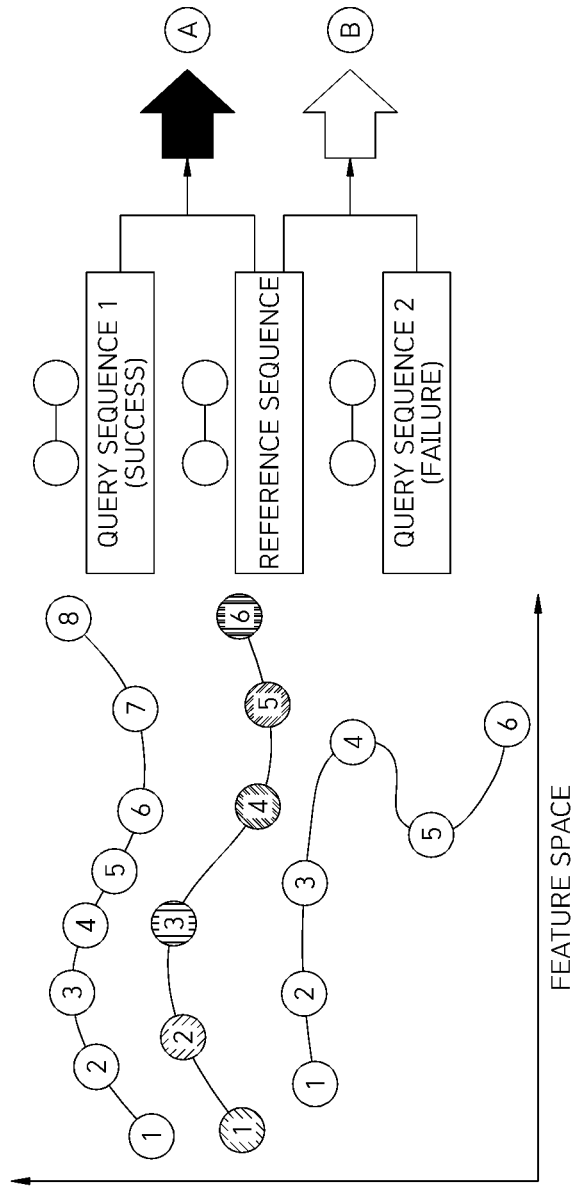 1
2
3
4
5
6
7
8
QUERY SEQUENCE 1
(SUCCESS)
A
1
2
3
4
5
6
REFERENCE SEQUENCE
B
1
2
3
4
5
6
QUERY SEQUENCE 2
(FAILURE)
FEATURE SPACE